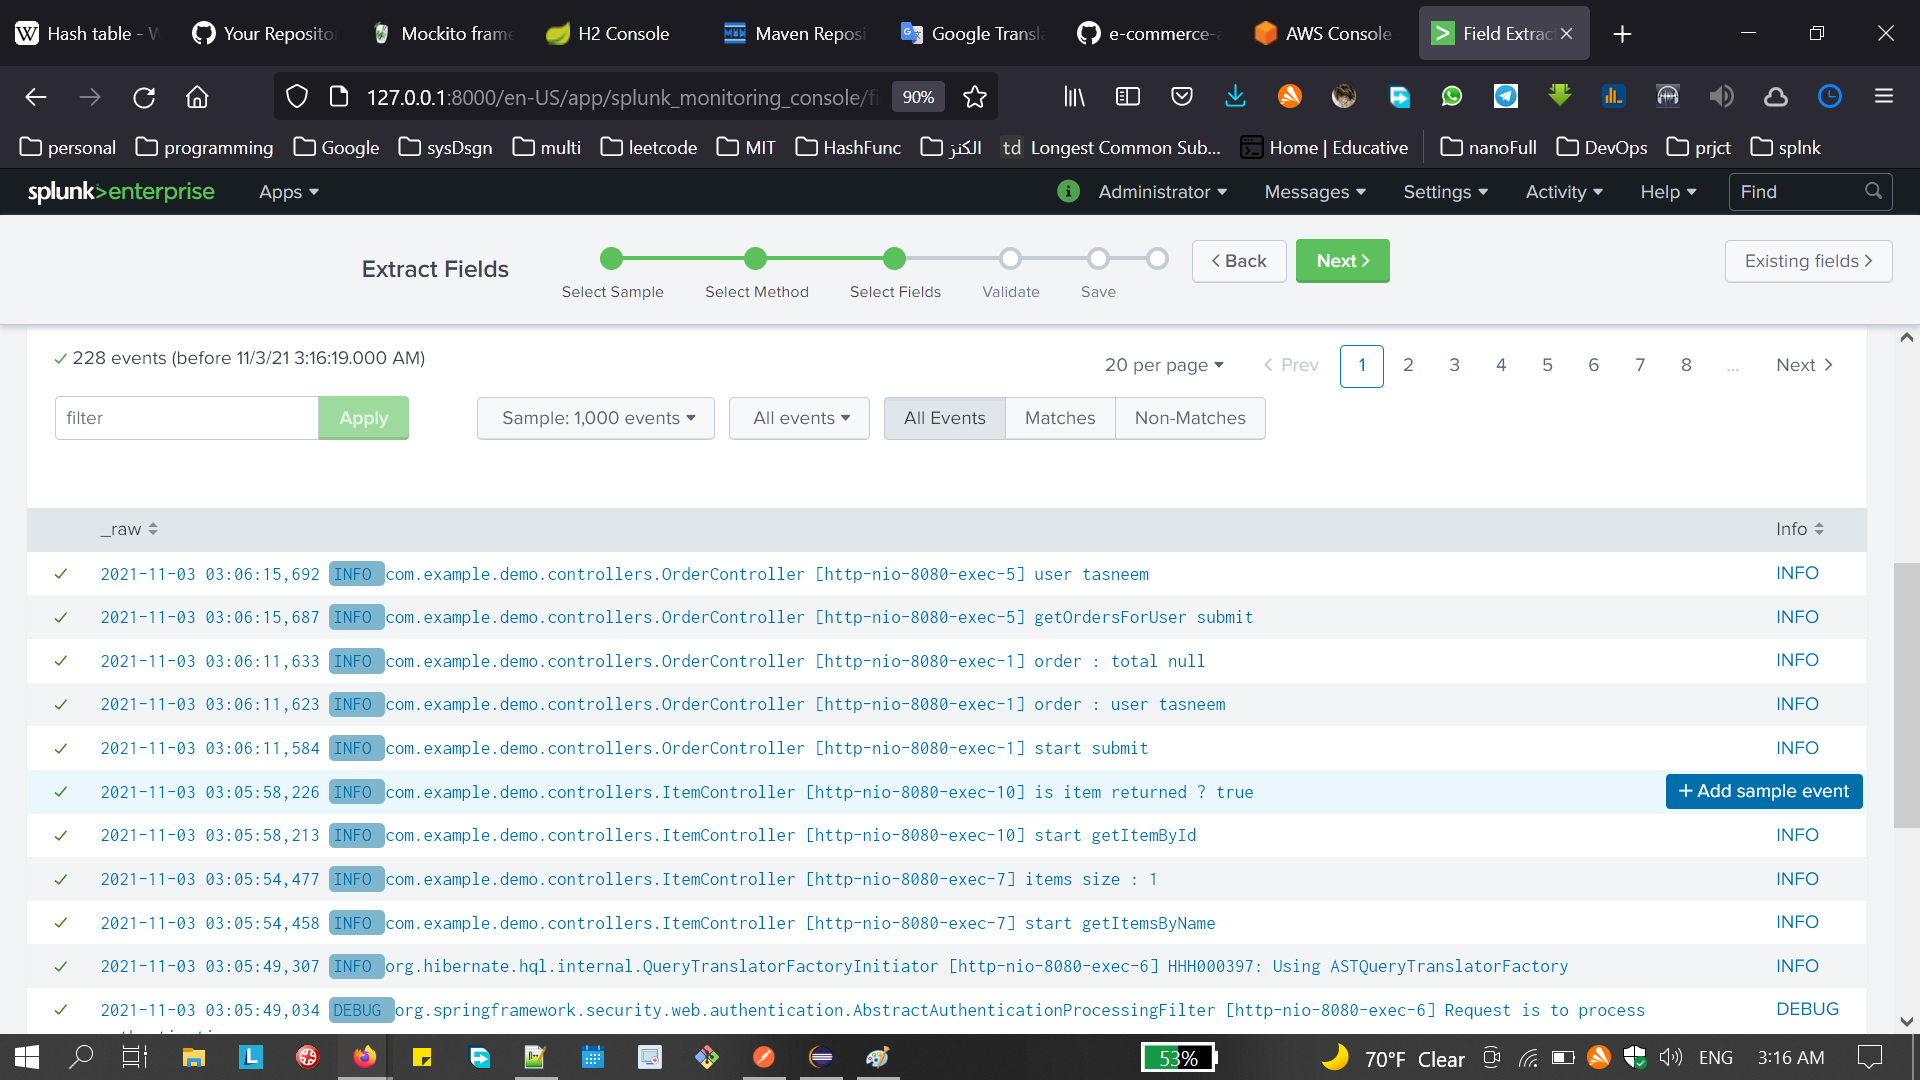 Hash table - W
Your Reposito
Mockito fram
H2 Console
Maven Reposi
Google Transl
e-commerce-a
AWS Console
Field Extrac
127.0.0.1:8000/en-US/app/splunk_monitoring_console/fi
90%
personal programming Google sysDsgn multi leetcode MIT HashFunc الكنز td Longest Common Sub... Home | Educative nanoFull DevOps prjct splnk
splunk>enterprise Apps Administrator Messages Settings Activity Help Find
Extract Fields
Select Sample Select Method Select Fields Validate Save
< Back Next > Existing fields >
✓ 228 events (before 11/3/21 3:16:19.000 AM)
20 per page < Prev 1 2 3 4 5 6 7 8 ... Next >
filter Apply Sample: 1,000 events All events All Events Matches Non-Matches
_raw Info
2021-11-03 03:06:15,692 INFO com.example.demo.controllers.OrderController [http-nio-8080-exec-5] user tasneem INFO
2021-11-03 03:06:15,687 INFO com.example.demo.controllers.OrderController [http-nio-8080-exec-5] getOrdersForUser submit INFO
2021-11-03 03:06:11,633 INFO com.example.demo.controllers.OrderController [http-nio-8080-exec-1] order : total null INFO
2021-11-03 03:06:11,623 INFO com.example.demo.controllers.OrderController [http-nio-8080-exec-1] order : user tasneem INFO
2021-11-03 03:06:11,584 INFO com.example.demo.controllers.OrderController [http-nio-8080-exec-1] start submit INFO
2021-11-03 03:05:58,226 INFO com.example.demo.controllers.ItemController [http-nio-8080-exec-10] is item returned ? true + Add sample event
2021-11-03 03:05:58,213 INFO com.example.demo.controllers.ItemController [http-nio-8080-exec-10] start getItemById INFO
2021-11-03 03:05:54,477 INFO com.example.demo.controllers.ItemController [http-nio-8080-exec-7] items size : 1 INFO
2021-11-03 03:05:54,458 INFO com.example.demo.controllers.ItemController [http-nio-8080-exec-7] start getItemsByName INFO
2021-11-03 03:05:49,307 INFO org.hibernate.hql.internal.QueryTranslatorFactoryInitiator [http-nio-8080-exec-6] HHH000397: Using ASTQueryTranslatorFactory INFO
2021-11-03 03:05:49,034 DEBUG org.springframework.security.web.authentication.AbstractAuthenticationProcessingFilter [http-nio-8080-exec-6] Request is to process DEBUG
53% 70°F Clear ENG 3:16 AM